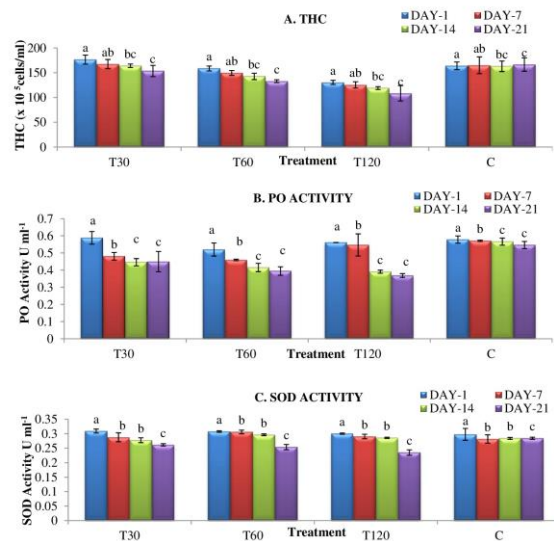 A. THC
DAY-1 DAY-7
DAY-14 DAY-21
THC (x 10 5cells/ml)
200
150
100
50
0
a ab bc c
a ab bc c
a ab bc c
a ab bc c
T30 T60 Treatment T120 C
B. PO ACTIVITY
DAY-1 DAY-7
DAY-14 DAY-21
PO Activity U ml-1
0.7
0.6
0.5
0.4
0.3
0.2
0.1
0
a b c c
a b c c
a b c c
a b c c
T30 T60 Treatment T120 C
C. SOD ACTIVITY
DAY-1 DAY-7
DAY-14 DAY-21
SOD Activity U ml-1
0.35
0.3
0.25
0.2
0.15
0.1
0.05
0
a b b c
a b b c
a b b c
a b b c
T30 T60 Treatment T120 C